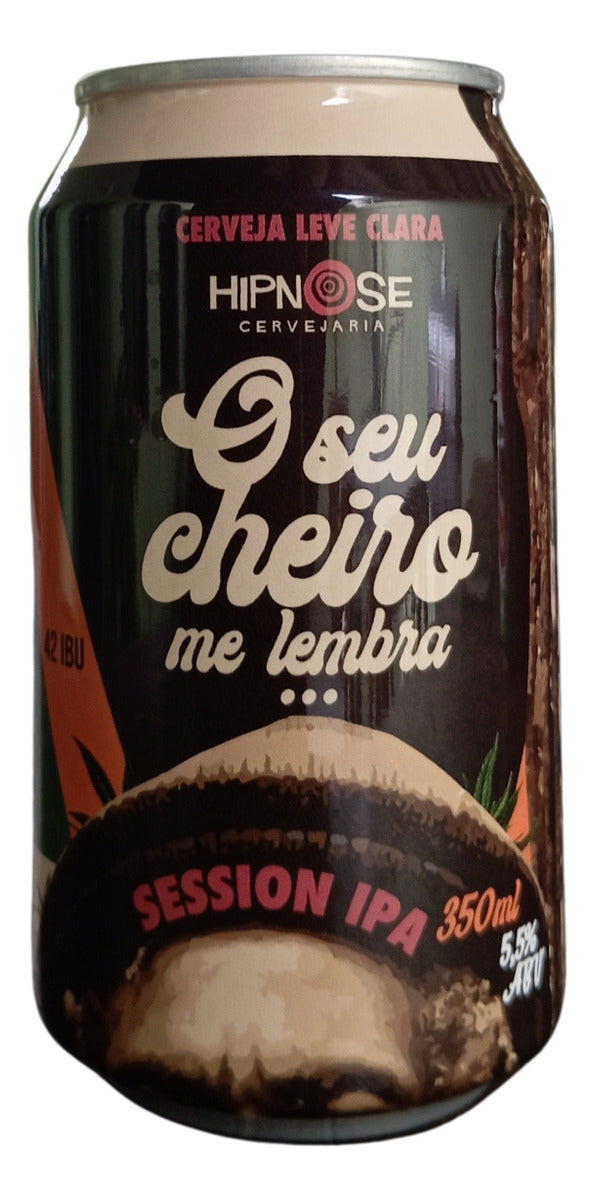 CERVEJA LEVE CLARA
HIPNOSE
CERVEJARIA
O seu
cheiro
me lembra
...
42 IBU
SESSION IPA 350ml
5,5%
ABV